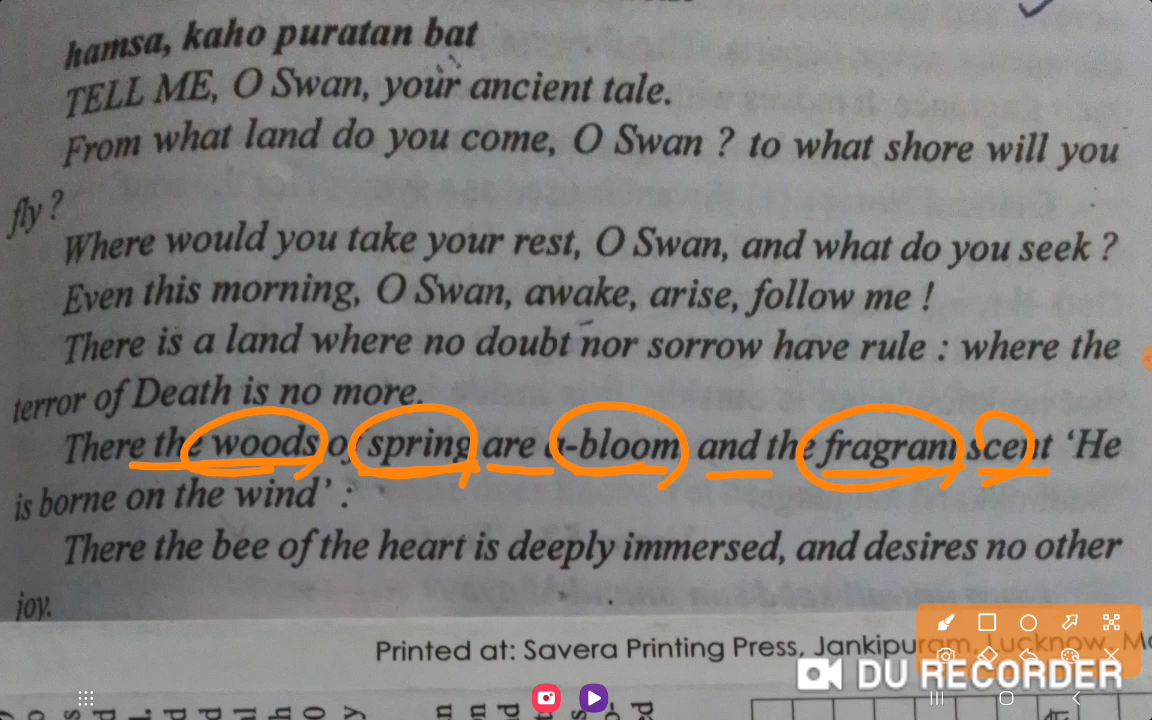 hamsa, kaho puratan bat
TELL ME, O Swan, your ancient tale.
From what land do you come, O Swan ? to what shore will you
fly ?
Where would you take your rest, O Swan, and what do you seek ?
Even this morning, O Swan, awake, arise, follow me !
There is a land where no doubt nor sorrow have rule : where the
terror of Death is no more.
There the woods of spring are a-bloom and the fragrant scent ‘He
is borne on the wind’ :
There the bee of the heart is deeply immersed, and desires no other
joy.
Printed at: Savera Printing Press, Jankipuram, Lucknow,
DU RECORDER